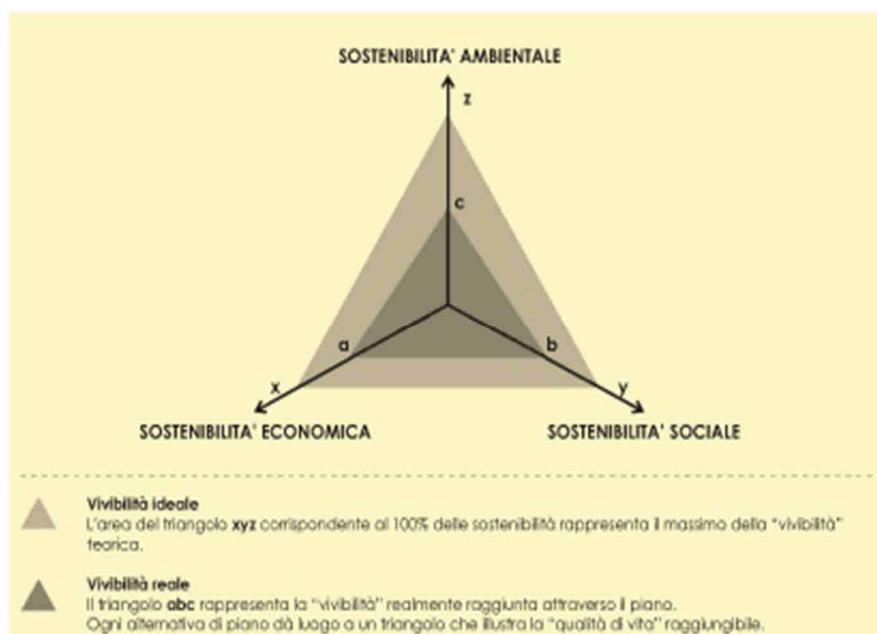 SOSTENIBILITA' AMBIENTALE
z
c
a
b
x
y
SOSTENIBILITA' ECONOMICA
SOSTENIBILITA' SOCIALE
Vivibilità ideale
L'area del triangolo xyz corrispondente al 100% delle sostenibilità rappresenta il massimo della "vivibilità"
teorica.
Vivibilità reale
Il triangolo abc rappresenta la "vivibilità" realmente raggiunta attraverso il piano.
Ogni alternativa di piano dà luogo a un triangolo che illustra la "qualità di vita" raggiungibile.